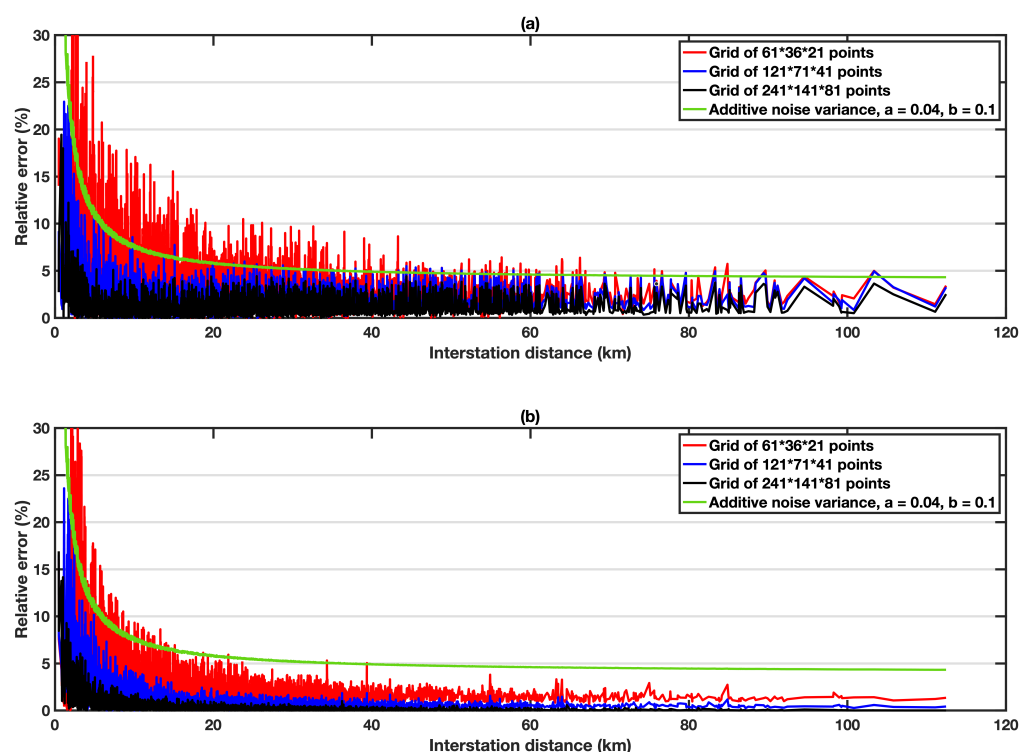 (a)
30
25
20
15
10
5
0
Relative error (%)
Grid of 61*36*21 points
Grid of 121*71*41 points
Grid of 241*141*81 points
Additive noise variance, a = 0.04, b = 0.1
0 20 40 60 80 100 120
Interstation distance (km)
(b)
30
25
20
15
10
5
0
Relative error (%)
Grid of 61*36*21 points
Grid of 121*71*41 points
Grid of 241*141*81 points
Additive noise variance, a = 0.04, b = 0.1
0 20 40 60 80 100 120
Interstation distance (km)